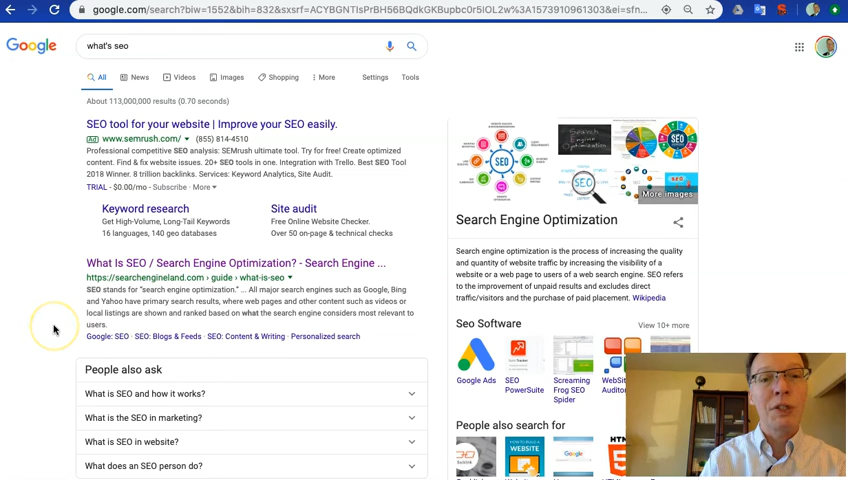 google.com/search?biw=1552&bih=832&sxsrf=ACYBGNTIsPrBH56BQdkGKBupbc0r5IOL2w%3A1573910961303&ei=sfn...
Google
what's seo
All
News
Videos
Images
Shopping
More
Settings
Tools
About 113,000,000 results (0.70 seconds)
SEO tool for your website | Improve your SEO easily.
Ad www.semrush.com/ (855) 814-4510
Professional competitive SEO analysis: SEMrush ultimate tool. Try for free! Create optimized
content. Find & fix website issues. 20+ SEO tools in one. Integration with Trello. Best SEO Tool
2018 Winner. 8 trillion backlinks. Services: Keyword Analytics, Site Audit.
TRIAL - $0.00/mo - Subscribe · More
Keyword research
Get High-Volume, Long-Tail Keywords
16 languages, 140 geo databases
Site audit
Free Online Website Checker.
Over 50 on-page & technical checks
What Is SEO / Search Engine Optimization? - Search Engine ...
https://searchengineland.com › guide › what-is-seo
SEO stands for "search engine optimization." ... All major search engines such as Google, Bing
and Yahoo have primary search results, where web pages and other content such as videos or
local listings are shown and ranked based on what the search engine considers most relevant to
users.
Google: SEO · SEO: Blogs & Feeds · SEO: Content & Writing · Personalized search
People also ask
What is SEO and how it works?
What is the SEO in marketing?
What is SEO in website?
What does an SEO person do?
SEO
Search Engine
Optimization
SEO
SEO
SEO
More images
Search Engine Optimization
Search engine optimization is the process of increasing the quality
and quantity of website traffic by increasing the visibility of a
website or a web page to users of a web search engine. SEO refers
to the improvement of unpaid results and excludes direct
traffic/visitors and the purchase of paid placement. Wikipedia
SEO Software
View 10+ more
Google Ads
SEO
PowerSuite
Screaming
Frog SEO
Spider
WebSit
Auditor
People also search for
WEBSITE
Google
HTML